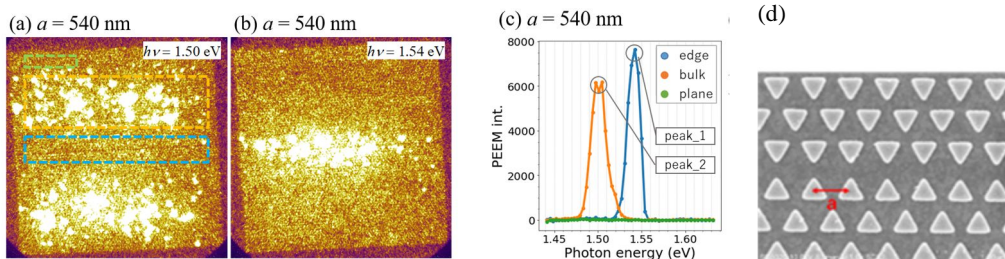 (a) a = 540 nm
(b) a = 540 nm
(c) a = 540 nm
(d)
hν = 1.50 eV
hν = 1.54 eV
8000
6000
4000
2000
0
PEEM int.
edge
bulk
plane
peak_1
peak_2
1.45
1.50
1.55
1.60
Photon energy (eV)
a